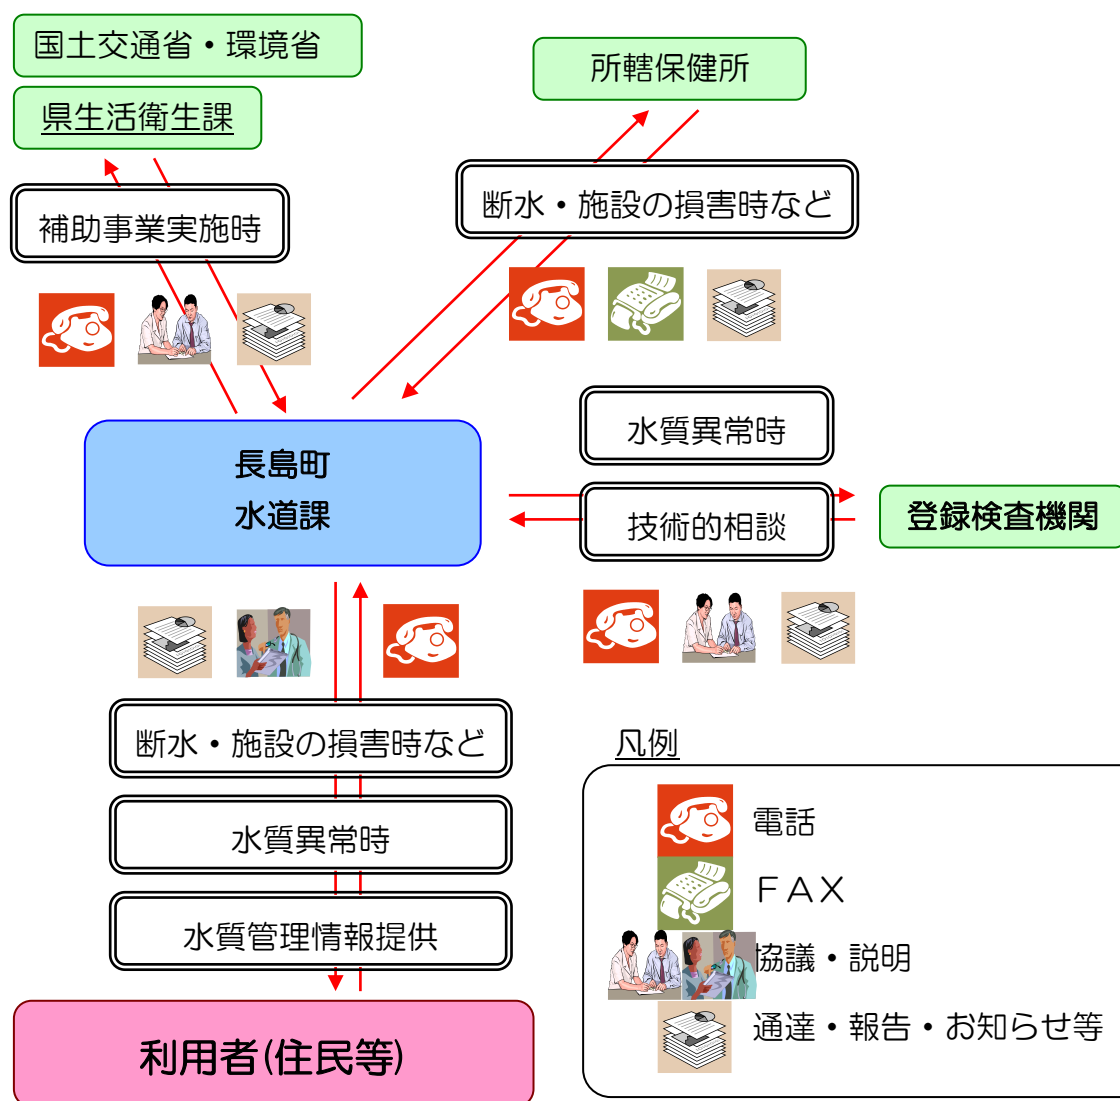 国土交通省・環境省
県生活衛生課
所轄保健所
補助事業実施時
断水・施設の損害時など
長島町
水道課
水質異常時
技術的相談
登録検査機関
断水・施設の損害時など
水質異常時
水質管理情報提供
利用者(住民等)
凡例
電話
ＦＡＸ
協議・説明
通達・報告・お知らせ等